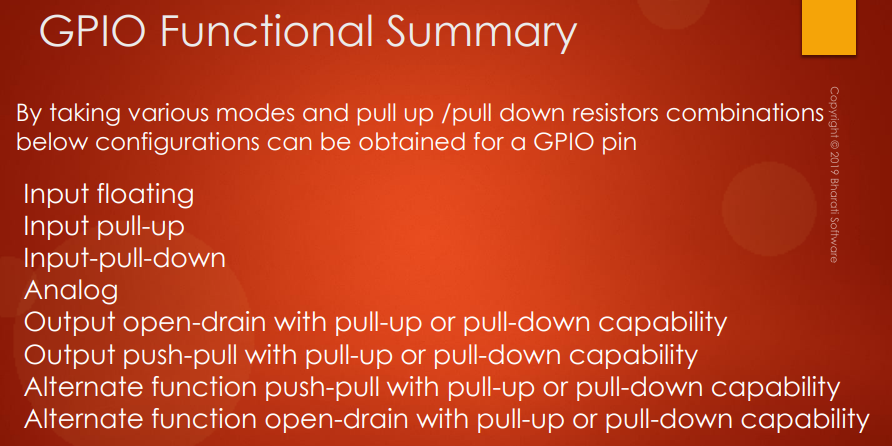 GPIO Functional Summary
By taking various modes and pull up /pull down resistors combinations
below configurations can be obtained for a GPIO pin
Input floating
Input pull-up
Input-pull-down
Analog
Output open-drain with pull-up or pull-down capability
Output push-pull with pull-up or pull-down capability
Alternate function push-pull with pull-up or pull-down capability
Alternate function open-drain with pull-up or pull-down capability
Copyright © 2019 Bharati Software